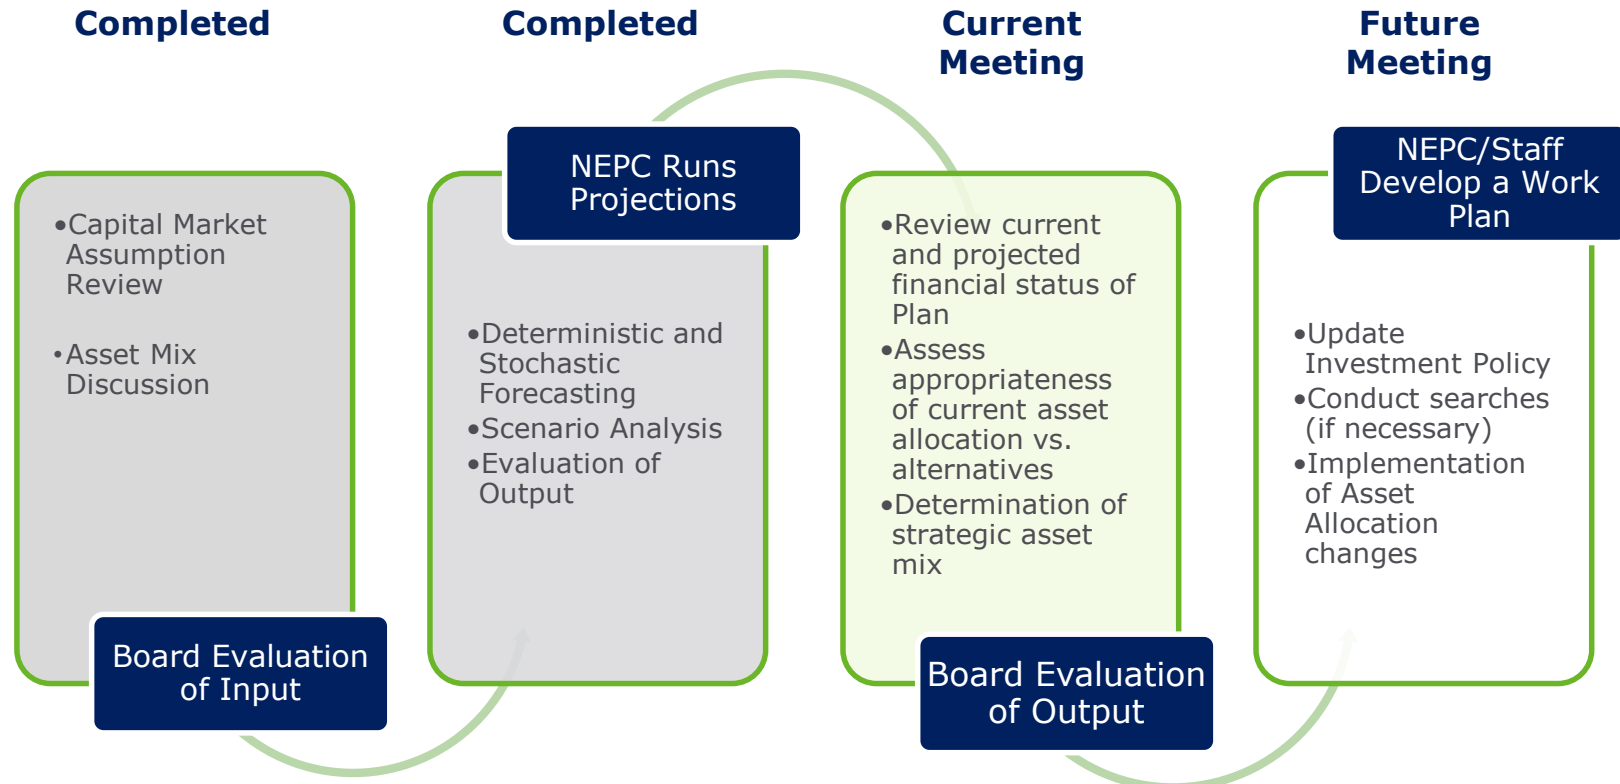 Completed
Completed
Current
Meeting
Future
Meeting
•Capital Market
Assumption
Review
•Asset Mix
Discussion
Board Evaluation
of Input
NEPC Runs
Projections
•Deterministic and
Stochastic
Forecasting
•Scenario Analysis
•Evaluation of
Output
•Review current
and projected
financial status of
Plan
•Assess
appropriateness
of current asset
allocation vs.
alternatives
•Determination of
strategic asset
mix
Board Evaluation
of Output
NEPC/Staff
Develop a Work
Plan
•Update
Investment Policy
•Conduct searches
(if necessary)
•Implementation
of Asset
Allocation
changes